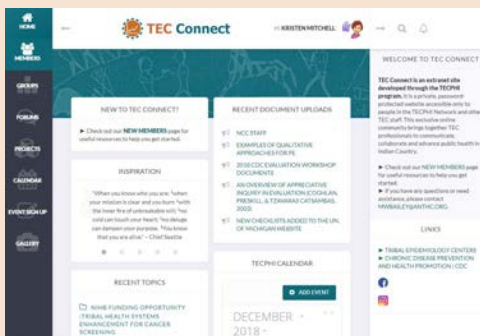 HOME
MEMBERS
GROUPS
FORUMS
PROJECTS
CALENDAR
EVENT SIGN UP
GALLERY
TEC Connect
KRISTEN MITCHELL
NEW TO TEC CONNECT?
► Check out our NEW MEMBERS page for
useful resources to help you get started.
INSPIRATION
"When you know who you are; *when
your mission is clear and you burn *with
the inner fire of unbreakable will; *no
cold can touch your heart; *no deluge
can dampen your purpose. *You know
that you are alive" - Chief Seattle
RECENT TOPICS
NIHB FUNDING OPPORTUNITY
:TRIBAL HEALTH SYSTEMS
ENHANCEMENT FOR CANCER
SCREENING
RECENT DOCUMENT UPLOADS
NCC STAFF
EXAMPLES OF QUALITATIVE
APPROACHES FOR PE
2018 CDC EVALUATION WORKSHOP
DOCUMENTS
AN OVERVIEW OF APPRECIATIVE
INQUIRY IN EVALUATION (COGHLAN,
PRESKILL, & TZAVARAS CATSAMBAS,
2003)
NEW CHECKLISTS ADDED TO THE UN.
OF MICHIGAN WEBSITE
TECPHI CALENDAR
ADD EVENT
DECEMBER
2018
WELCOME TO TEC CONNECT
TEC Connect is an extranet site
developed through the TECPHI
program. It is a private, password-
protected website accessible only to
people in the TECPHI Network and other
TEC staff. This exclusive online
community brings together TEC
professionals to communicate,
collaborate and advance public health in
Indian Country.
► Check out our NEW MEMBERS page
for useful resources to help you get
started.
► If you have any questions or need
assistance, please contact
MWBAILEY@ANTHC.ORG.
LINKS
► TRIBAL EPIDEMIOLOGY CENTERS
► CHRONIC DISEASE PREVENTION
AND HEALTH PROMOTION | CDC